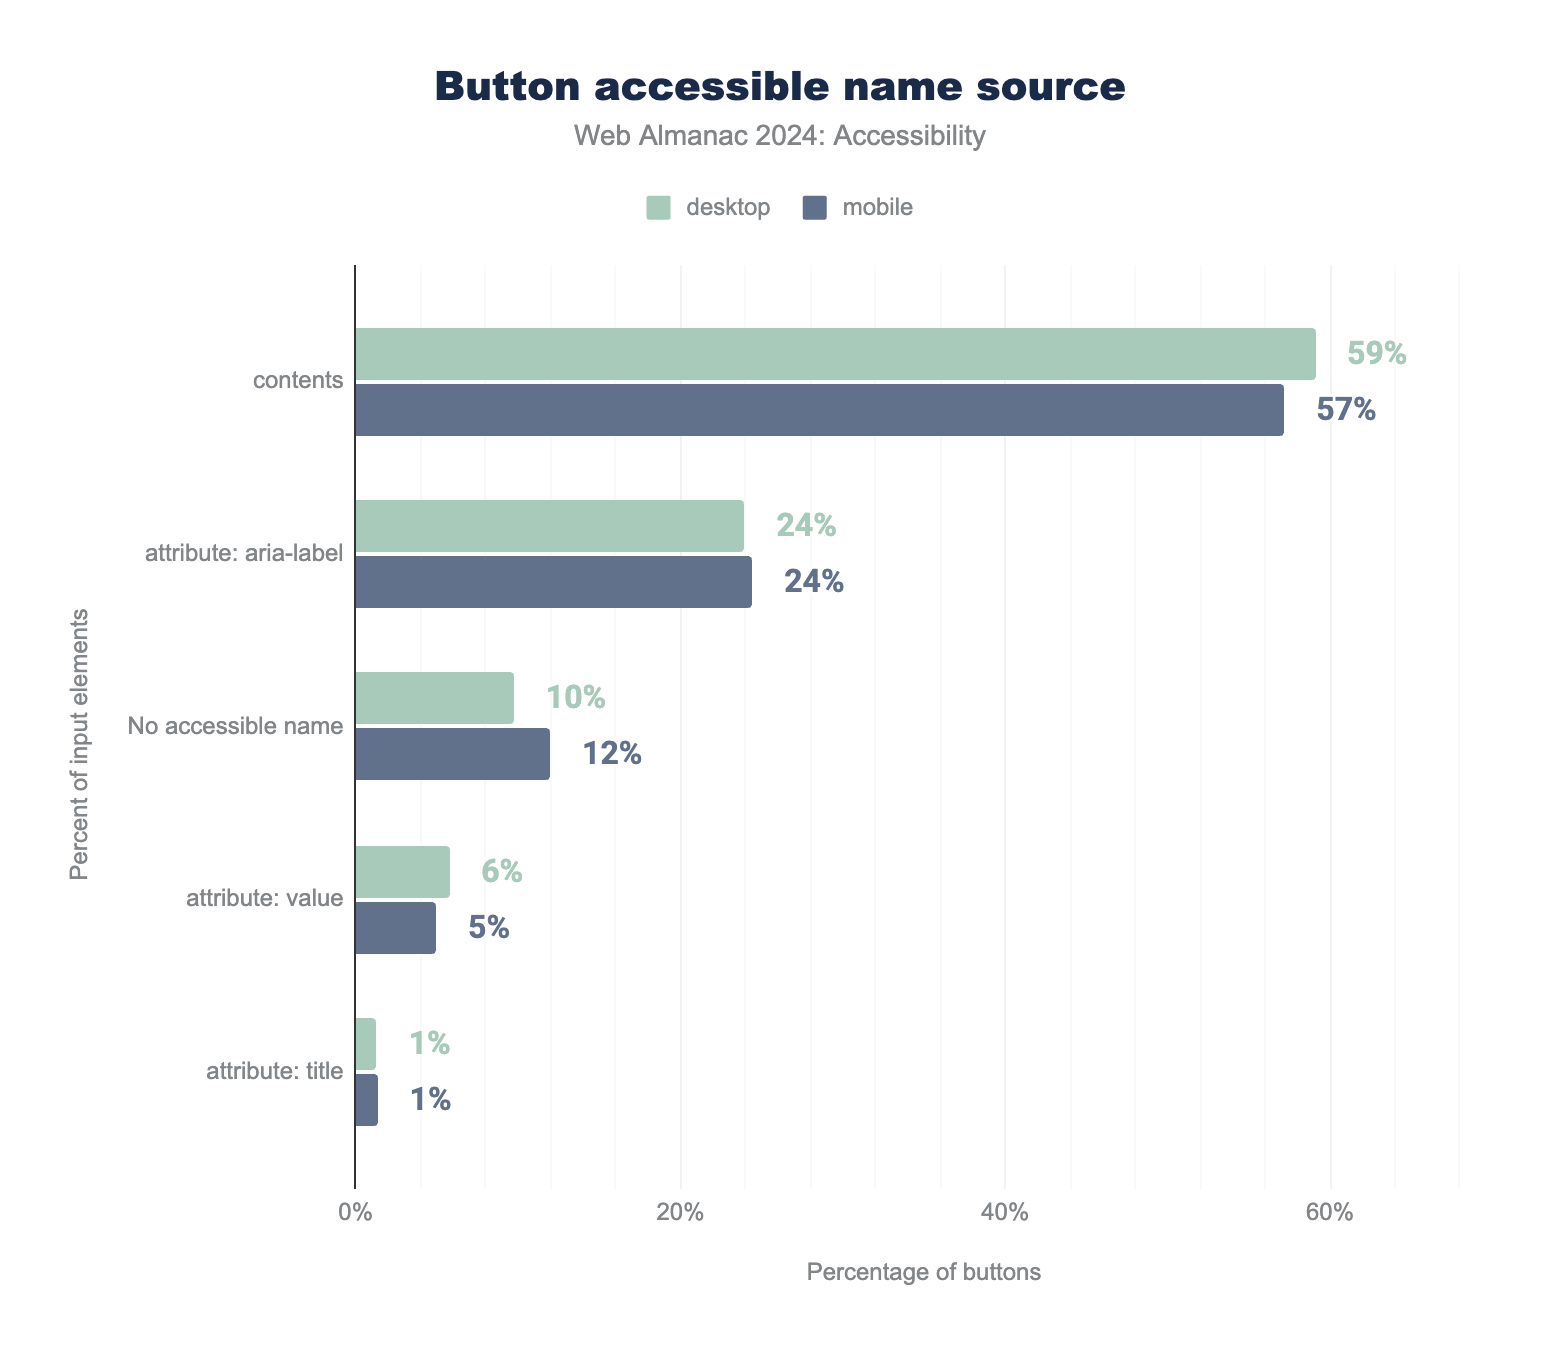 Button accessible name source
Web Almanac 2024: Accessibility
desktop mobile
contents
59%
57%
attribute: aria-label
24%
24%
No accessible name
10%
12%
attribute: value
6%
5%
attribute: title
1%
1%
Percent of input elements
0% 20% 40% 60%
Percentage of buttons